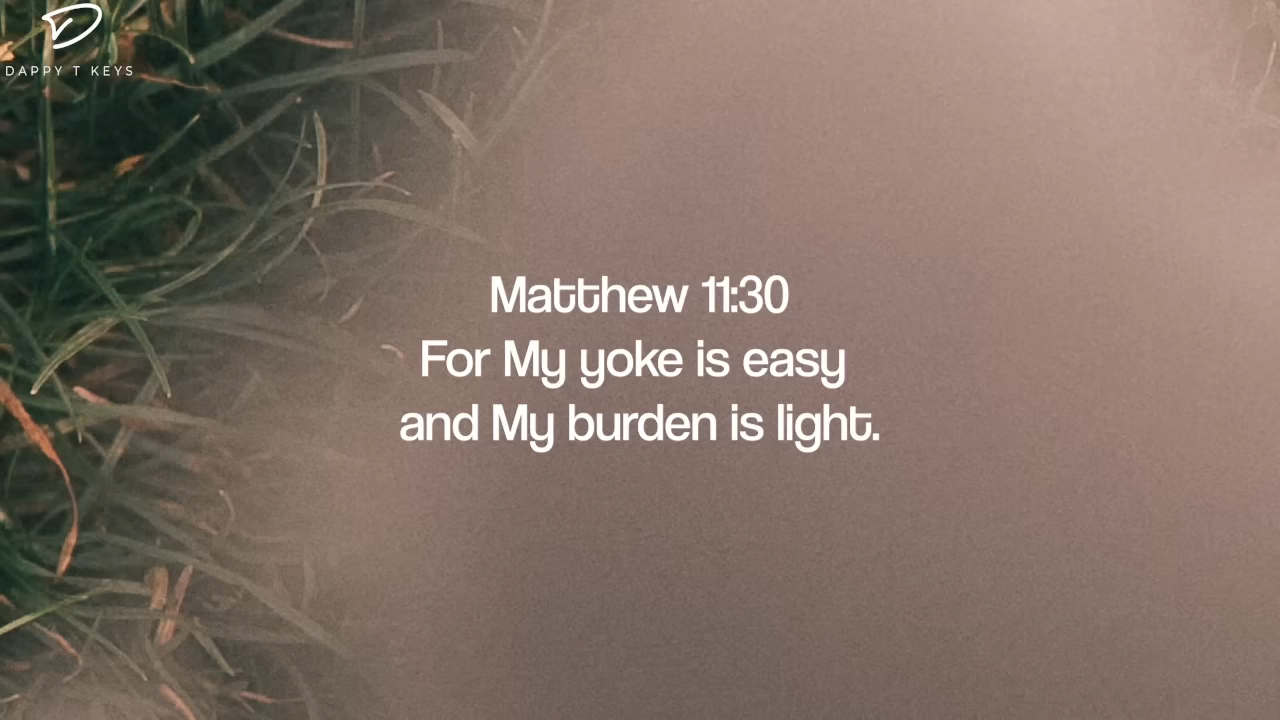 DAPPY T KEYS
Matthew 11:30
For My yoke is easy
and My burden is light.